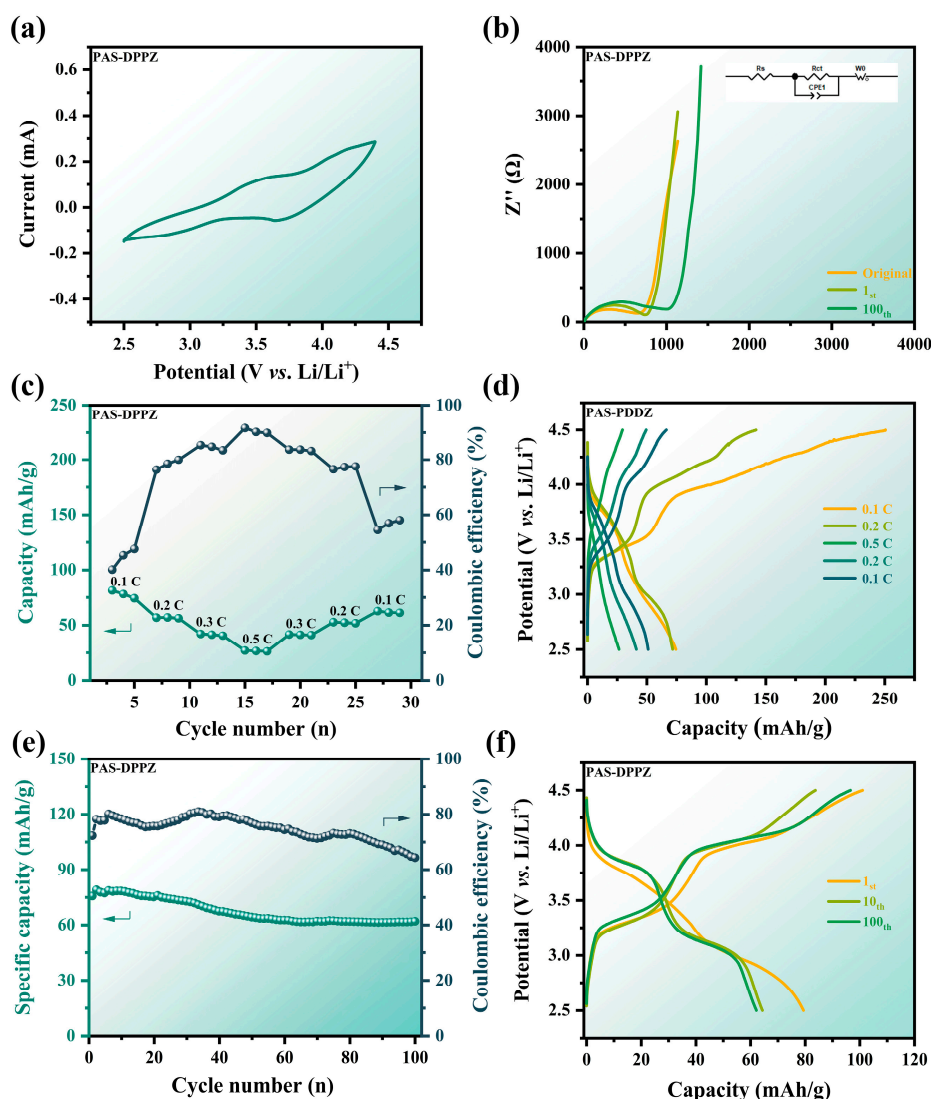 (a)
PAS-DPPZ
0.6
0.4
0.2
0.0
-0.2
-0.4
Current (mA)
2.5 3.0 3.5 4.0 4.5
Potential (V vs. Li/Li+)
(b)
PAS-DPPZ
Rs Rct W0
CPE1
4000
3000
2000
1000
0
Z'' (Ω)
Original
1st
100th
0 1000 2000 3000 4000
(c)
PAS-DPPZ
250
225
200
175
150
125
100
75
50
25
0
Capacity (mAh/g)
100
80
60
40
20
0
Coulombic efficiency (%)
0.1 C
0.2 C
0.3 C
0.5 C
0.3 C
0.2 C
0.1 C
5 10 15 20 25 30
Cycle number (n)
(d)
PAS-PDDZ
4.5
4.0
3.5
3.0
2.5
Potential (V vs. Li/Li+)
0.1 C
0.2 C
0.5 C
0.2 C
0.1 C
0 50 100 150 200 250
Capacity (mAh/g)
(e)
PAS-DPPZ
150
120
90
60
30
0
Specific capacity (mAh/g)
100
80
60
40
20
0
Coulombic efficiency (%)
0 20 40 60 80 100
Cycle number (n)
(f)
PAS-DPPZ
4.5
4.0
3.5
3.0
2.5
Potential (V vs. Li/Li+)
1st
10th
100th
0 20 40 60 80 100 120
Capacity (mAh/g)